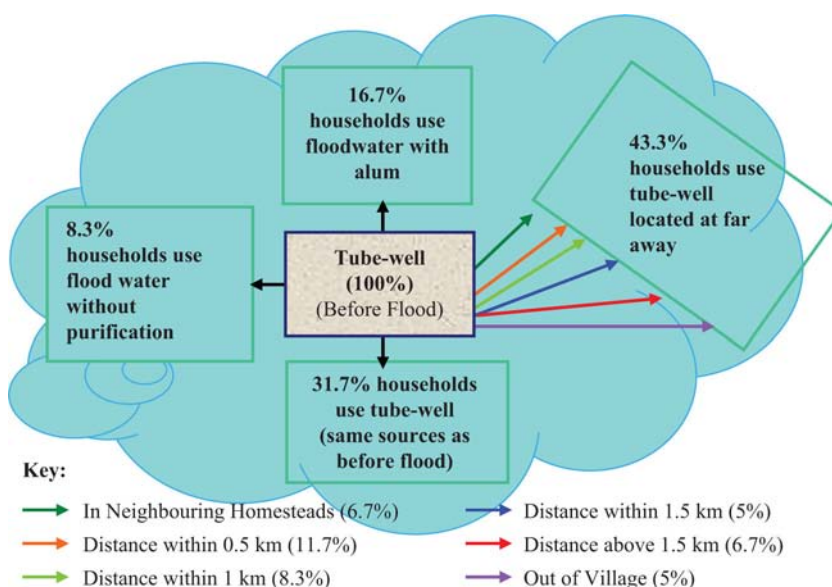 16.7%
households use
floodwater with
alum
43.3%
households use
tube-well
located at far
away
8.3%
households use
flood water
without
purification
Tube-well
(100%)
(Before Flood)
31.7% households
use tube-well
(same sources as
before flood)
Key:
In Neighbouring Homesteads (6.7%)
Distance within 0.5 km (11.7%)
Distance within 1 km (8.3%)
Distance within 1.5 km (5%)
Distance above 1.5 km (6.7%)
Out of Village (5%)